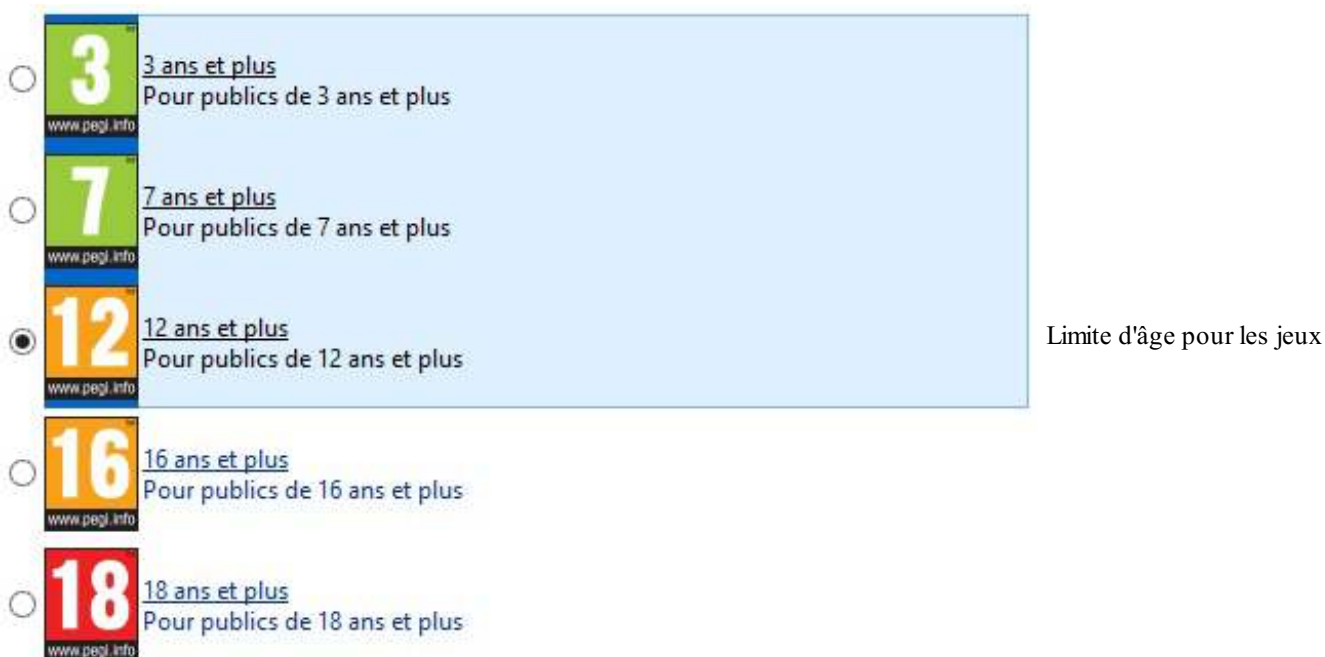 3
www.pegi.info
3 ans et plus
Pour publics de 3 ans et plus
7
www.pegi.info
7 ans et plus
Pour publics de 7 ans et plus
12
www.pegi.info
12 ans et plus
Pour publics de 12 ans et plus
Limite d'âge pour les jeux
16
www.pegi.info
16 ans et plus
Pour publics de 16 ans et plus
18
www.pegi.info
18 ans et plus
Pour publics de 18 ans et plus